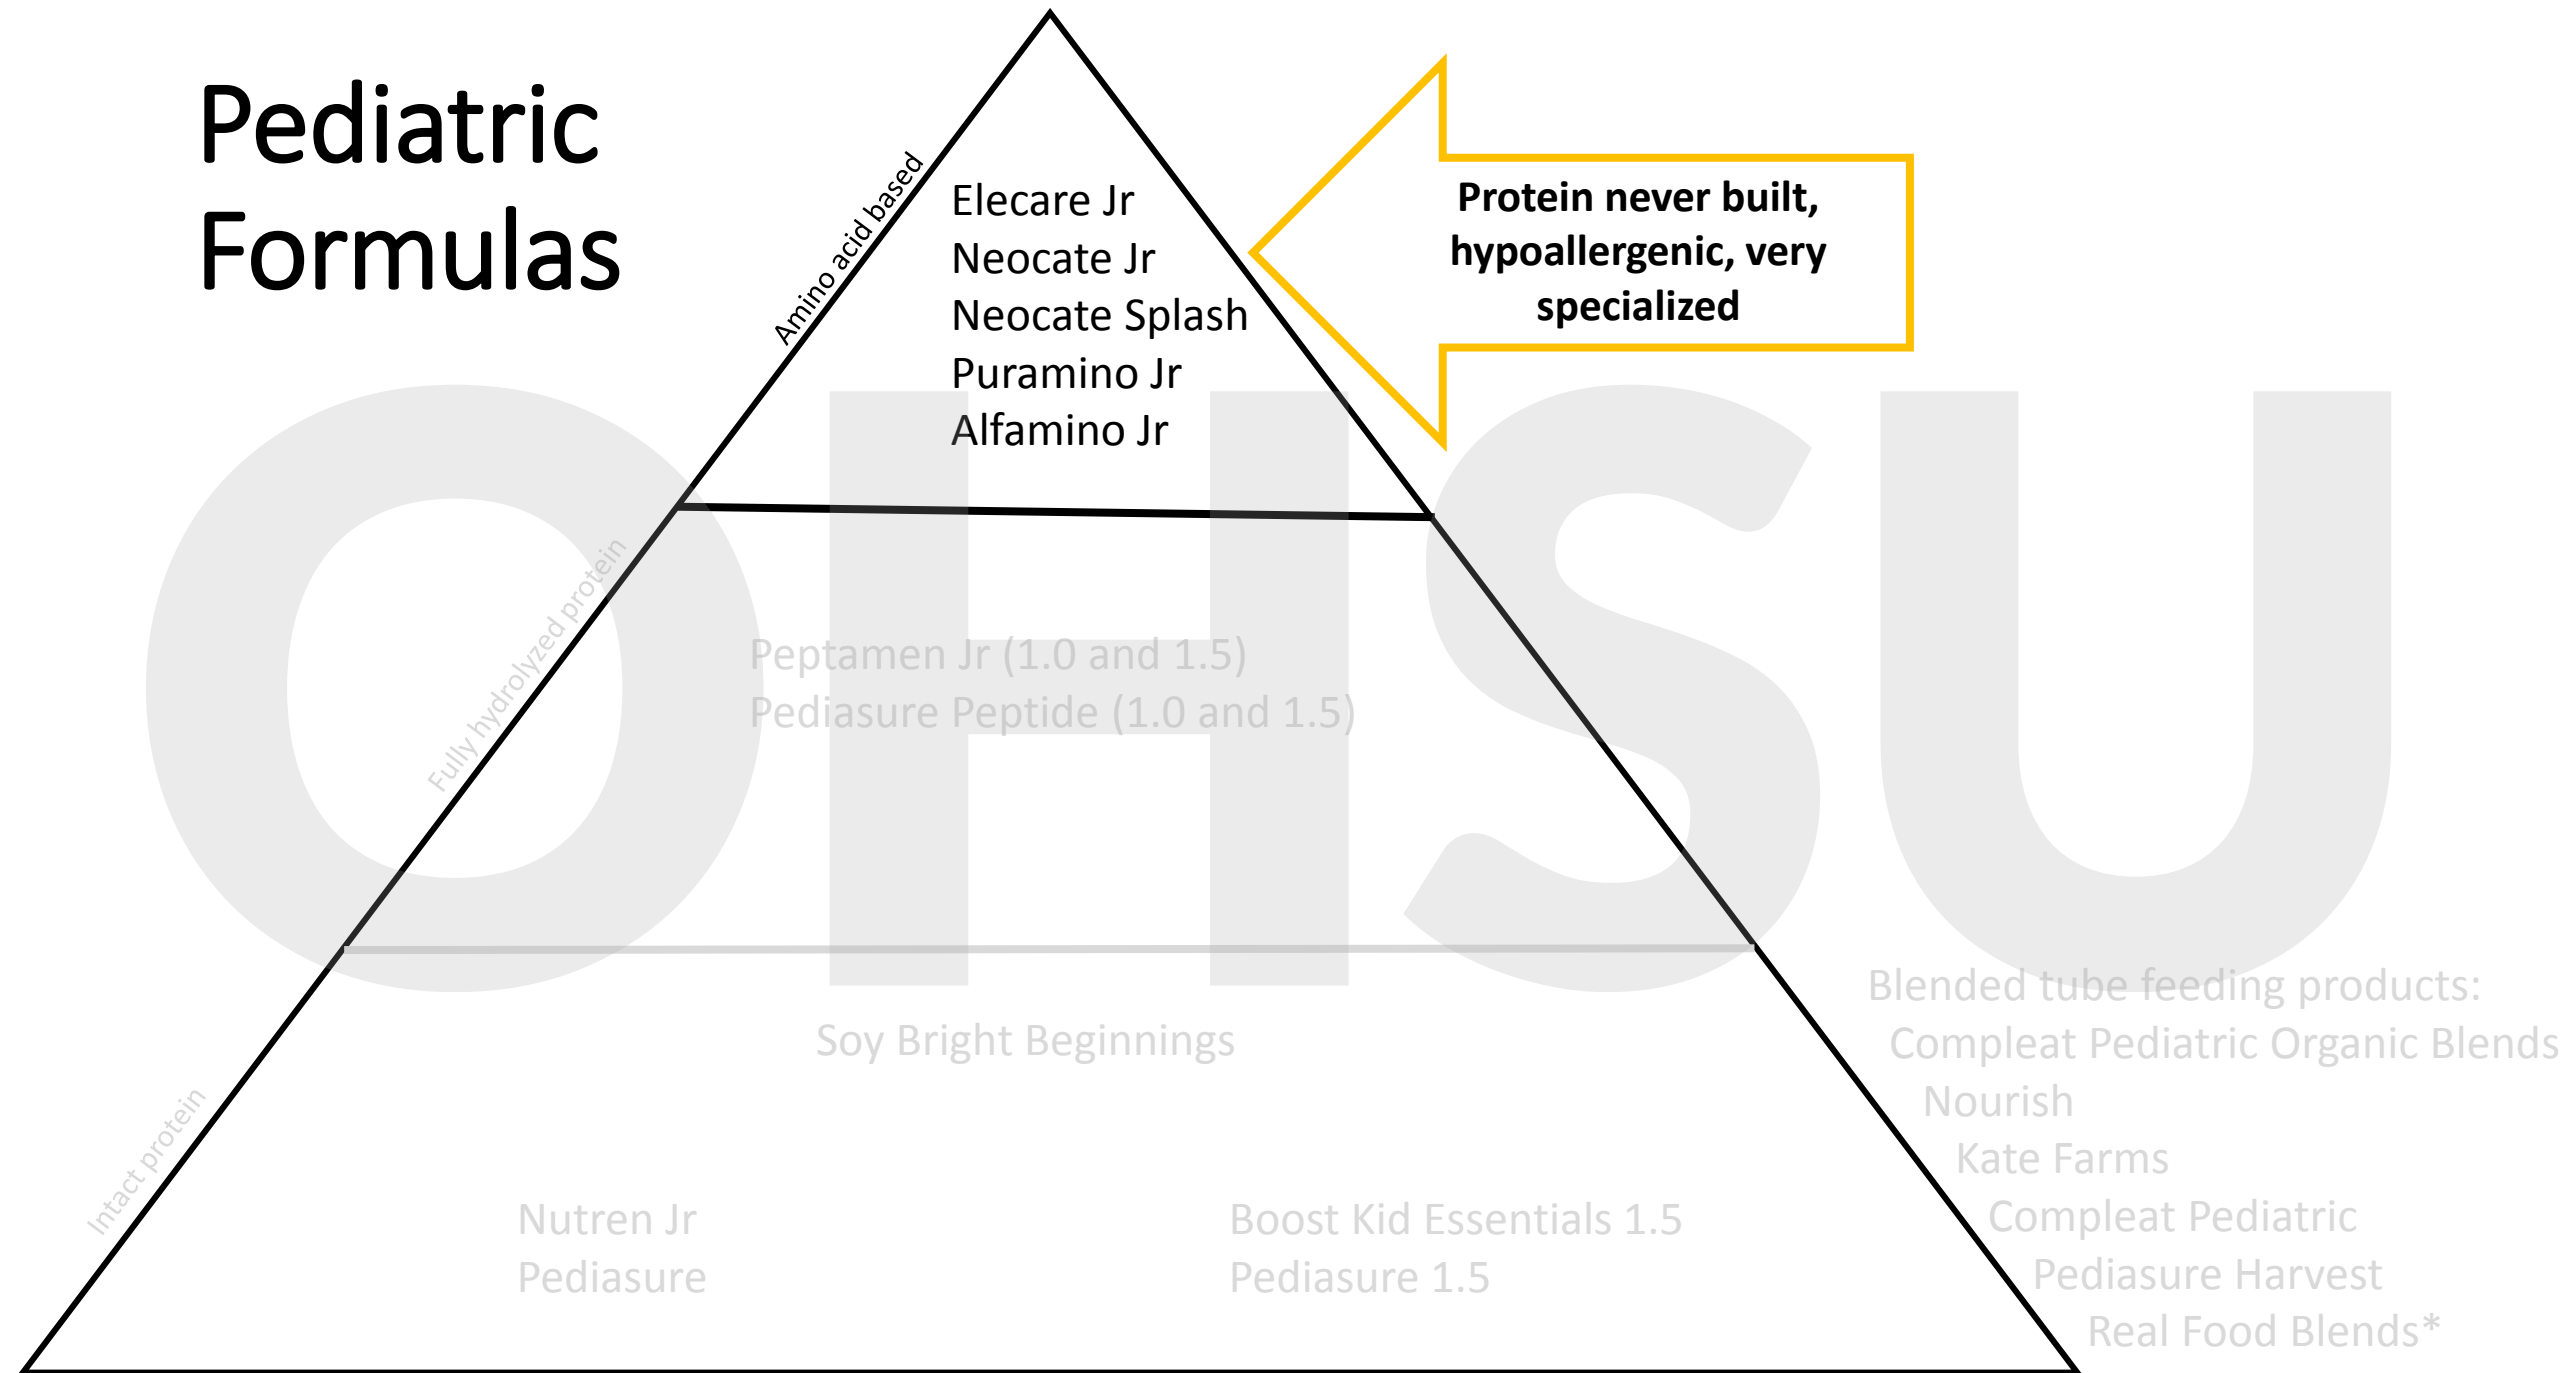 Pediatric
Formulas
Amino acid based
Elecare Jr
Neocate Jr
Neocate Splash
Puramino Jr
Alfamino Jr
Protein never built,
hypoallergenic, very
specialized
OHSU
Fully hydrolyzed protein
Peptamen Jr (1.0 and 1.5)
Pediasure Peptide (1.0 and 1.5)
Intact protein
Soy Bright Beginnings
Nutren Jr
Pediasure
Boost Kid Essentials 1.5
Pediasure 1.5
Blended tube feeding products:
Compleat Pediatric Organic Blends
Nourish
Kate Farms
Compleat Pediatric
Pediasure Harvest
Real Food Blends*